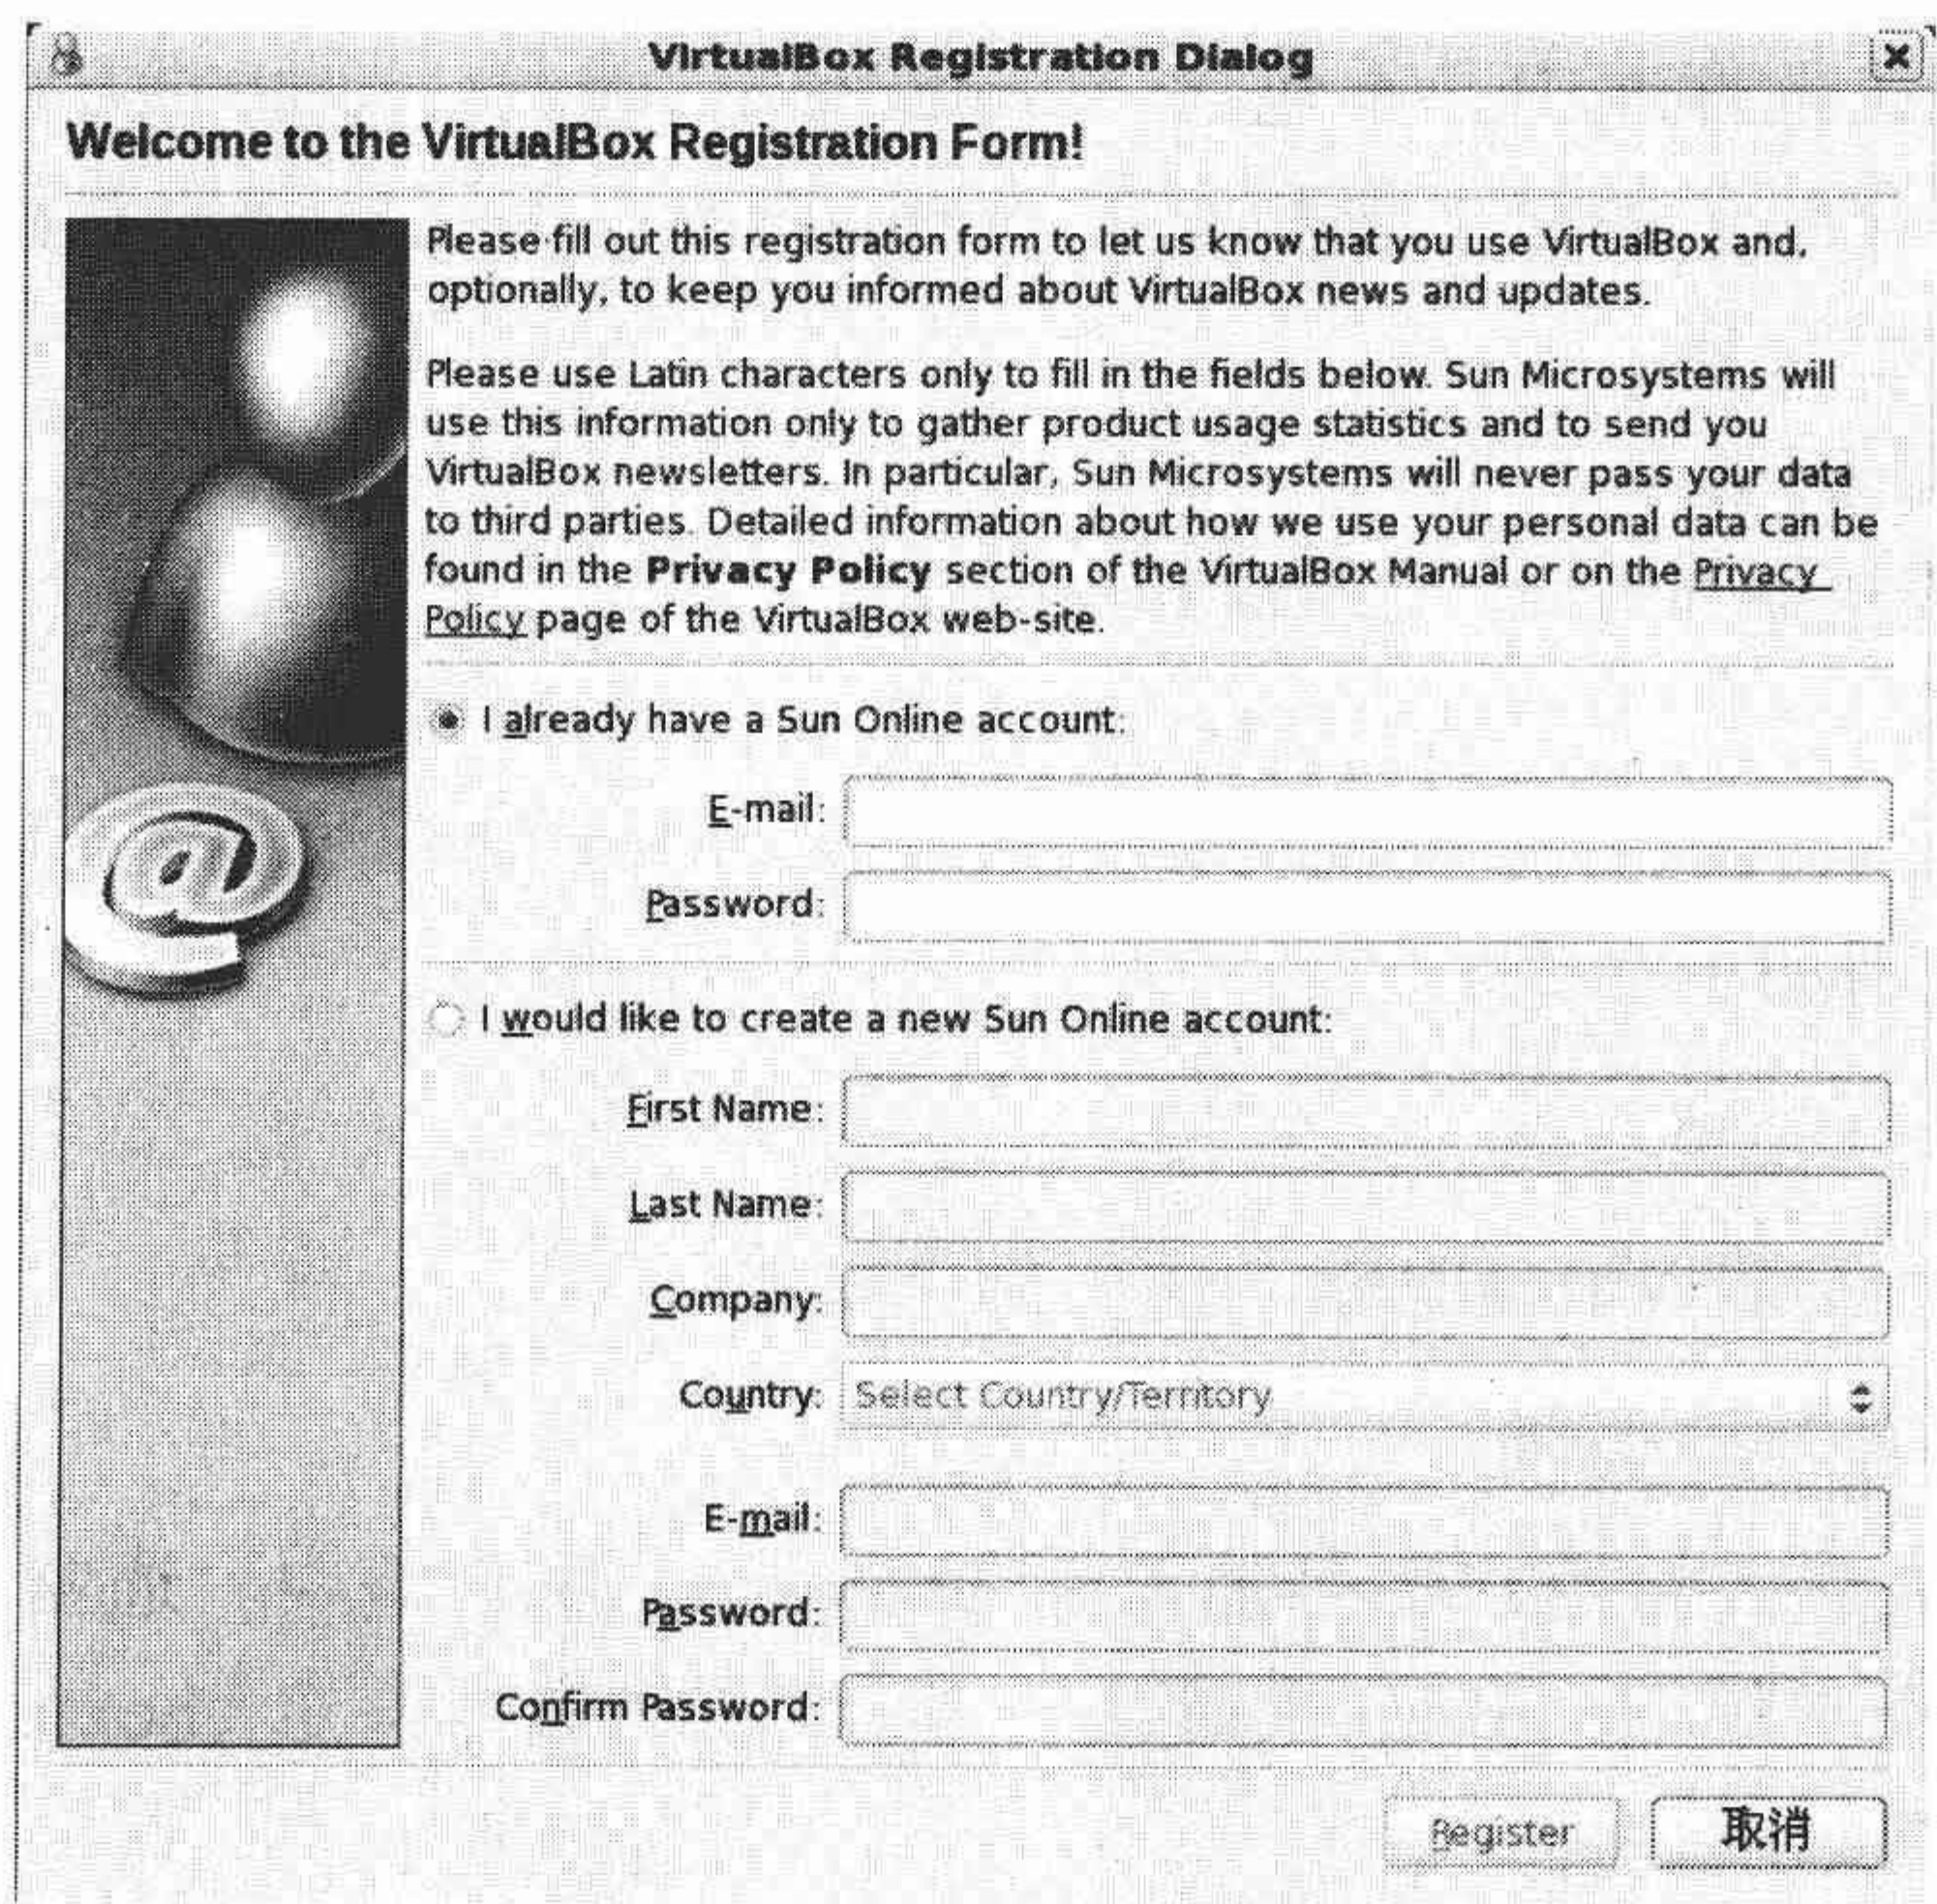 VirtualBox Registration Dialog
Welcome to the VirtualBox Registration Form!
Please fill out this registration form to let us know that you use VirtualBox and,
optionally, to keep you informed about VirtualBox news and updates.
Please use Latin characters only to fill in the fields below. Sun Microsystems will
use this information only to gather product usage statistics and to send you
VirtualBox newsletters. In particular, Sun Microsystems will never pass your data
to third parties. Detailed information about how we use your personal data can be
found in the Privacy Policy section of the VirtualBox Manual or on the Privacy
Policy page of the VirtualBox web-site.
I already have a Sun Online account:
E-mail:
Password:
I would like to create a new Sun Online account:
First Name:
Last Name:
Company:
Country: Select Country/Territory
E-mail:
Password:
Confirm Password:
Register 取消